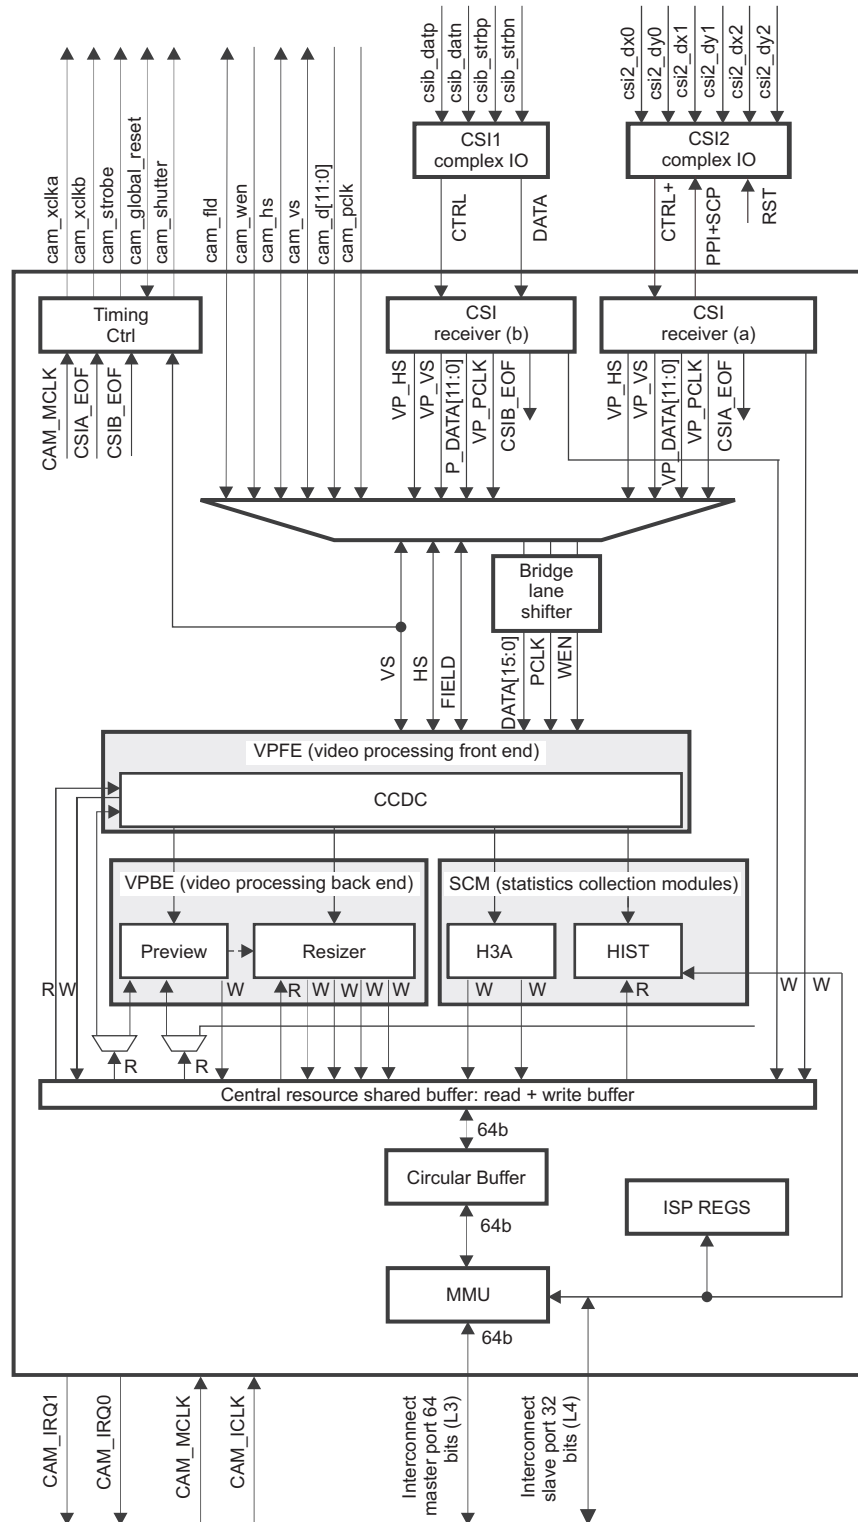 csib_datp
csib_datn
csib_strbp
csib_strbn
csi2_dx0
csi2_dy0
csi2_dx1
csi2_dy1
csi2_dx2
csi2_dy2
CSI1
complex IO
CSI2
complex IO
cam_xclka
cam_xclkb
cam_strobe
cam_global_reset
cam_shutter
cam_fld
cam_wen
cam_hs
cam_vs
cam_d[11:0]
cam_pclk
CTRL
DATA
CTRL+
PPI+SCP
RST
Timing
Ctrl
CSI
receiver (b)
CSI
receiver (a)
CAM_MCLK
CSIA_EOF
CSIB_EOF
VP_HS
VP_VS
P_DATA[11:0]
VP_PCLK
CSIB_EOF
VP_HS
VP_VS
VP_DATA[11:0]
VP_PCLK
CSIA_EOF
Bridge
lane
shifter
VS
HS
FIELD
DATA[15:0]
PCLK
WEN
VPFE (video processing front end)
CCDC
VPBE (video processing back end)
SCM (statistics collection modules)
Preview
Resizer
H3A
HIST
R W
W
R
W
W
W
W
W
W
R
W
W
R
R
Central resource shared buffer: read + write buffer
64b
Circular Buffer
ISP REGS
64b
MMU
64b
CAM_IRQ1
CAM_IRQ0
CAM_MCLK
CAM_ICLK
Interconnect
master port 64
bits (L3)
Interconnect
slave port 32
bits (L4)